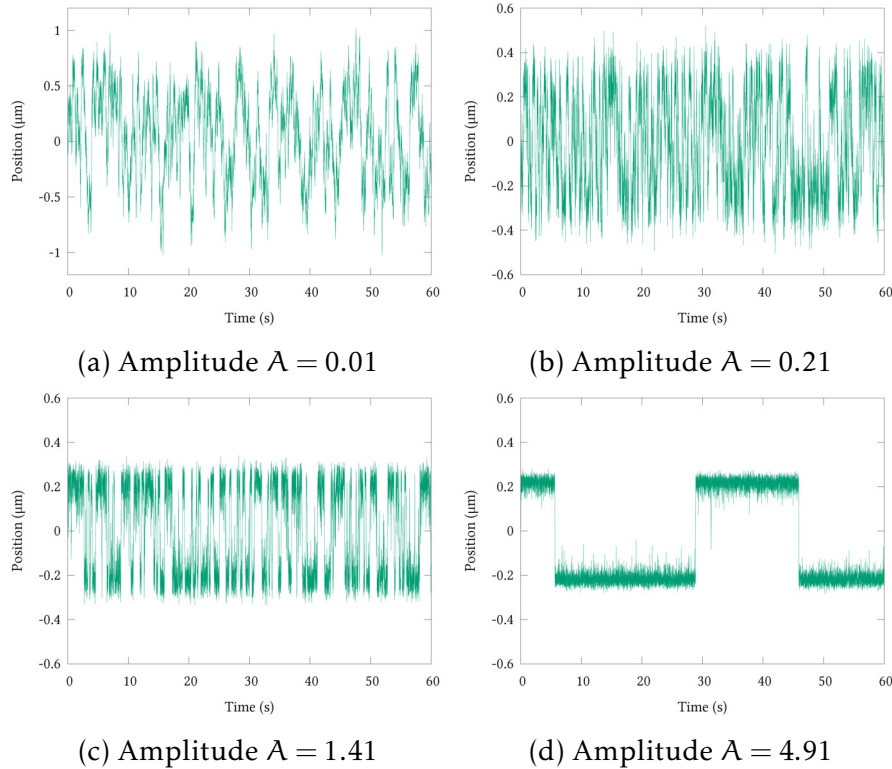 1
0.5
0
-0.5
-1
Position (μm)
0 10 20 30 40 50 60
Time (s)
(a) Amplitude A = 0.01
0.6
0.4
0.2
0
-0.2
-0.4
-0.6
Position (μm)
0 10 20 30 40 50 60
Time (s)
(b) Amplitude A = 0.21
0.6
0.4
0.2
0
-0.2
-0.4
-0.6
Position (μm)
0 10 20 30 40 50 60
Time (s)
(c) Amplitude A = 1.41
0.6
0.4
0.2
0
-0.2
-0.4
-0.6
Position (μm)
0 10 20 30 40 50 60
Time (s)
(d) Amplitude A = 4.91